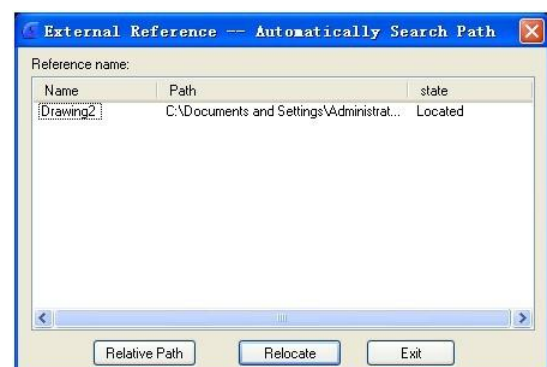 External Reference -- Automatically Search Path
Reference name:
Name Path state
Drawing2 C:\Documents and Settings\Administrat... Located
Relative Path Relocate Exit